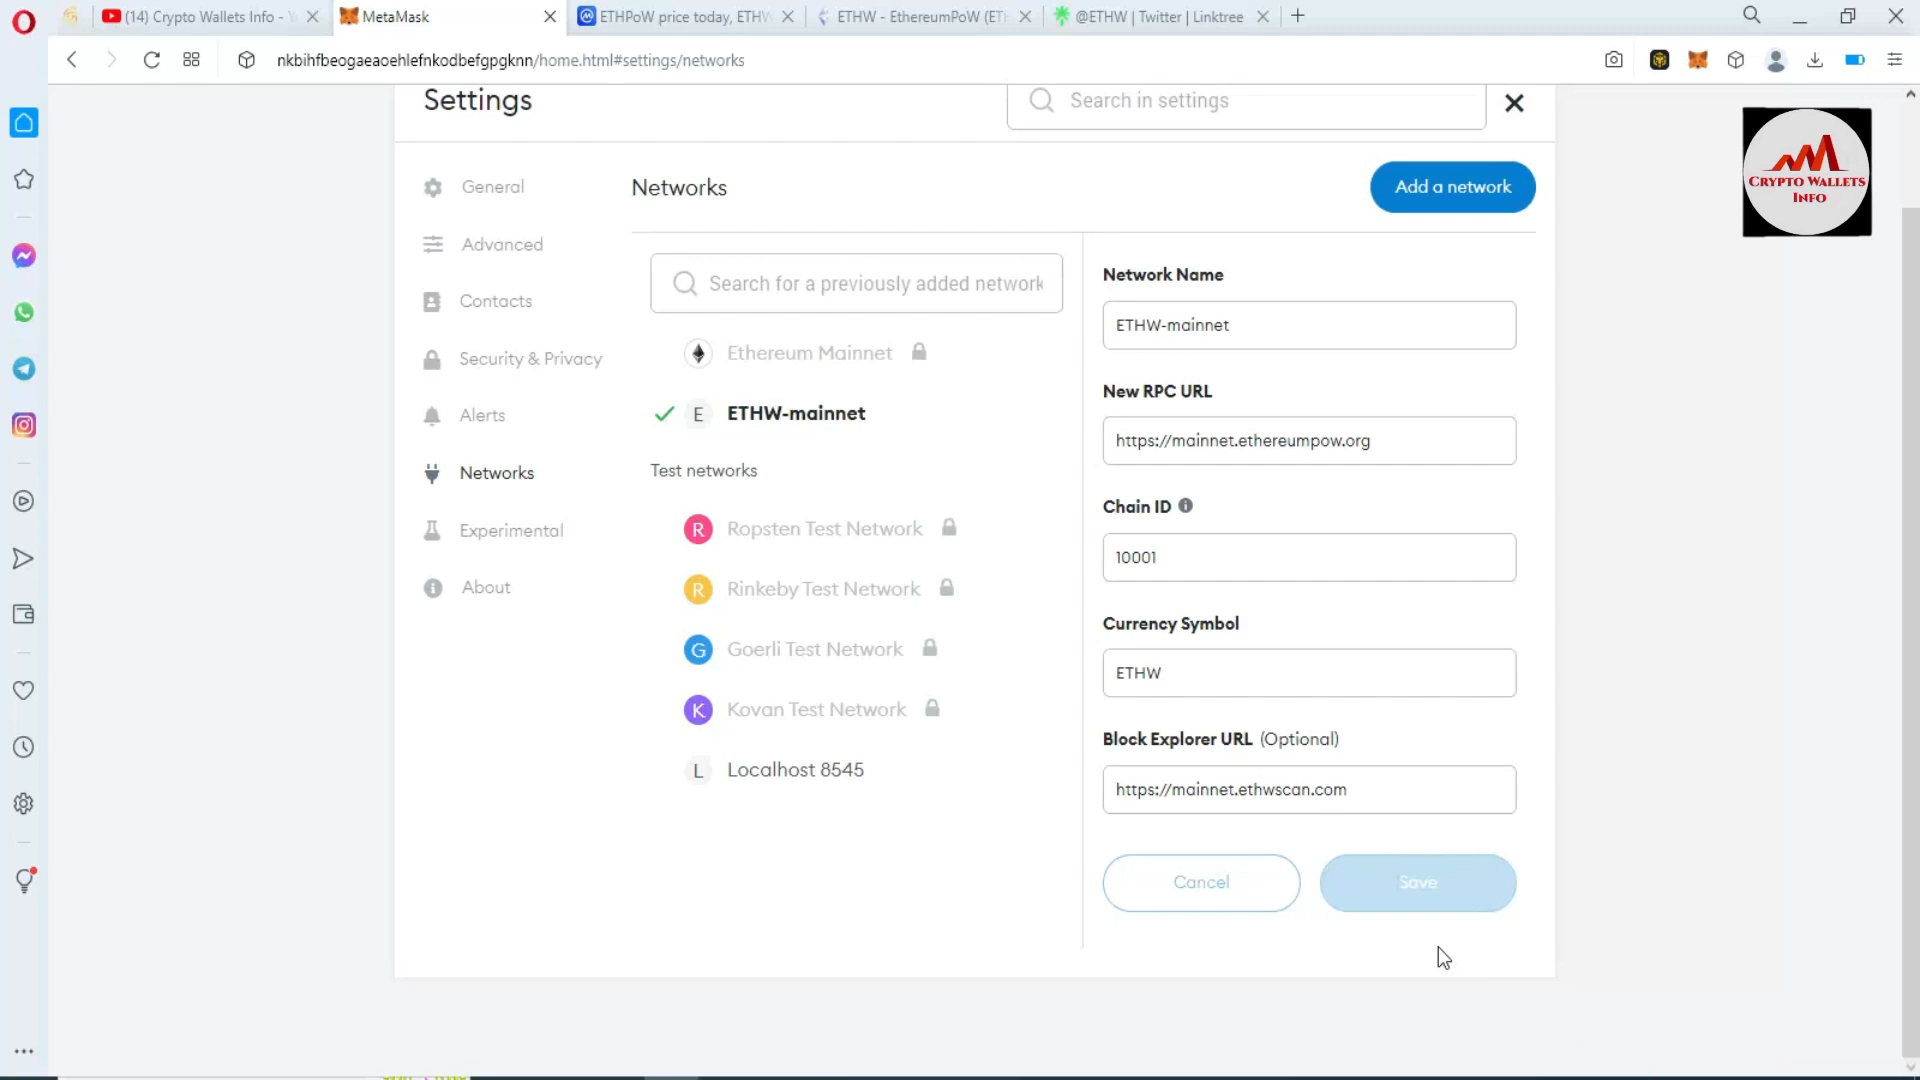 (14) Crypto Wallets Info - Y
MetaMask
ETHPoW price today, ETHW
ETHW - EthereumPoW (ETH
@ETHW | Twitter | Linktree
nkbihfbeogaeaoehlefnkodbefgpgknn/home.html#settings/networks
Settings
Search in settings
CRYPTO WALLETS
INFO
General
Advanced
Contacts
Security & Privacy
Alerts
Networks
Experimental
About
Networks
Add a network
Search for a previously added network
Ethereum Mainnet
E
ETHW-mainnet
Test networks
R
Ropsten Test Network
R
Rinkeby Test Network
G
Goerli Test Network
K
Kovan Test Network
L
Localhost 8545
Network Name
ETHW-mainnet
New RPC URL
https://mainnet.ethereumpow.org
Chain ID
10001
Currency Symbol
ETHW
Block Explorer URL (Optional)
https://mainnet.ethwscan.com
Cancel
Save